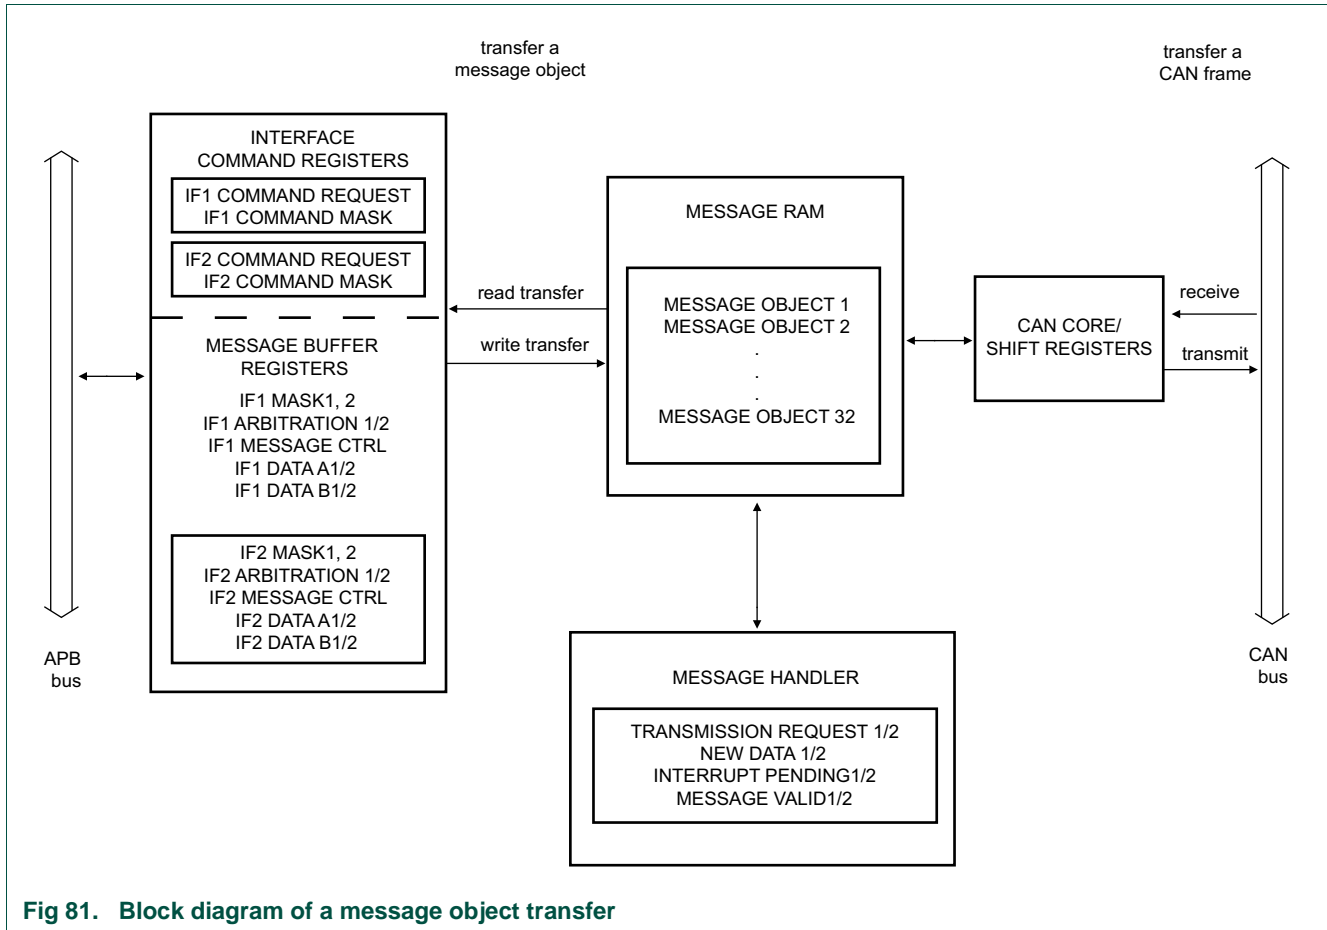 transfer a
message object
transfer a
CAN frame
INTERFACE
COMMAND REGISTERS
IF1 COMMAND REQUEST
IF1 COMMAND MASK
IF2 COMMAND REQUEST
IF2 COMMAND MASK
MESSAGE BUFFER
REGISTERS
IF1 MASK1, 2
IF1 ARBITRATION 1/2
IF1 MESSAGE CTRL
IF1 DATA A1/2
IF1 DATA B1/2
IF2 MASK1, 2
IF2 ARBITRATION 1/2
IF2 MESSAGE CTRL
IF2 DATA A1/2
IF2 DATA B1/2
APB
bus
read transfer
write transfer
MESSAGE RAM
MESSAGE OBJECT 1
MESSAGE OBJECT 2
.
.
.
MESSAGE OBJECT 32
CAN CORE/
SHIFT REGISTERS
receive
transmit
CAN
bus
MESSAGE HANDLER
TRANSMISSION REQUEST 1/2
NEW DATA 1/2
INTERRUPT PENDING1/2
MESSAGE VALID1/2
Fig 81. Block diagram of a message object transfer